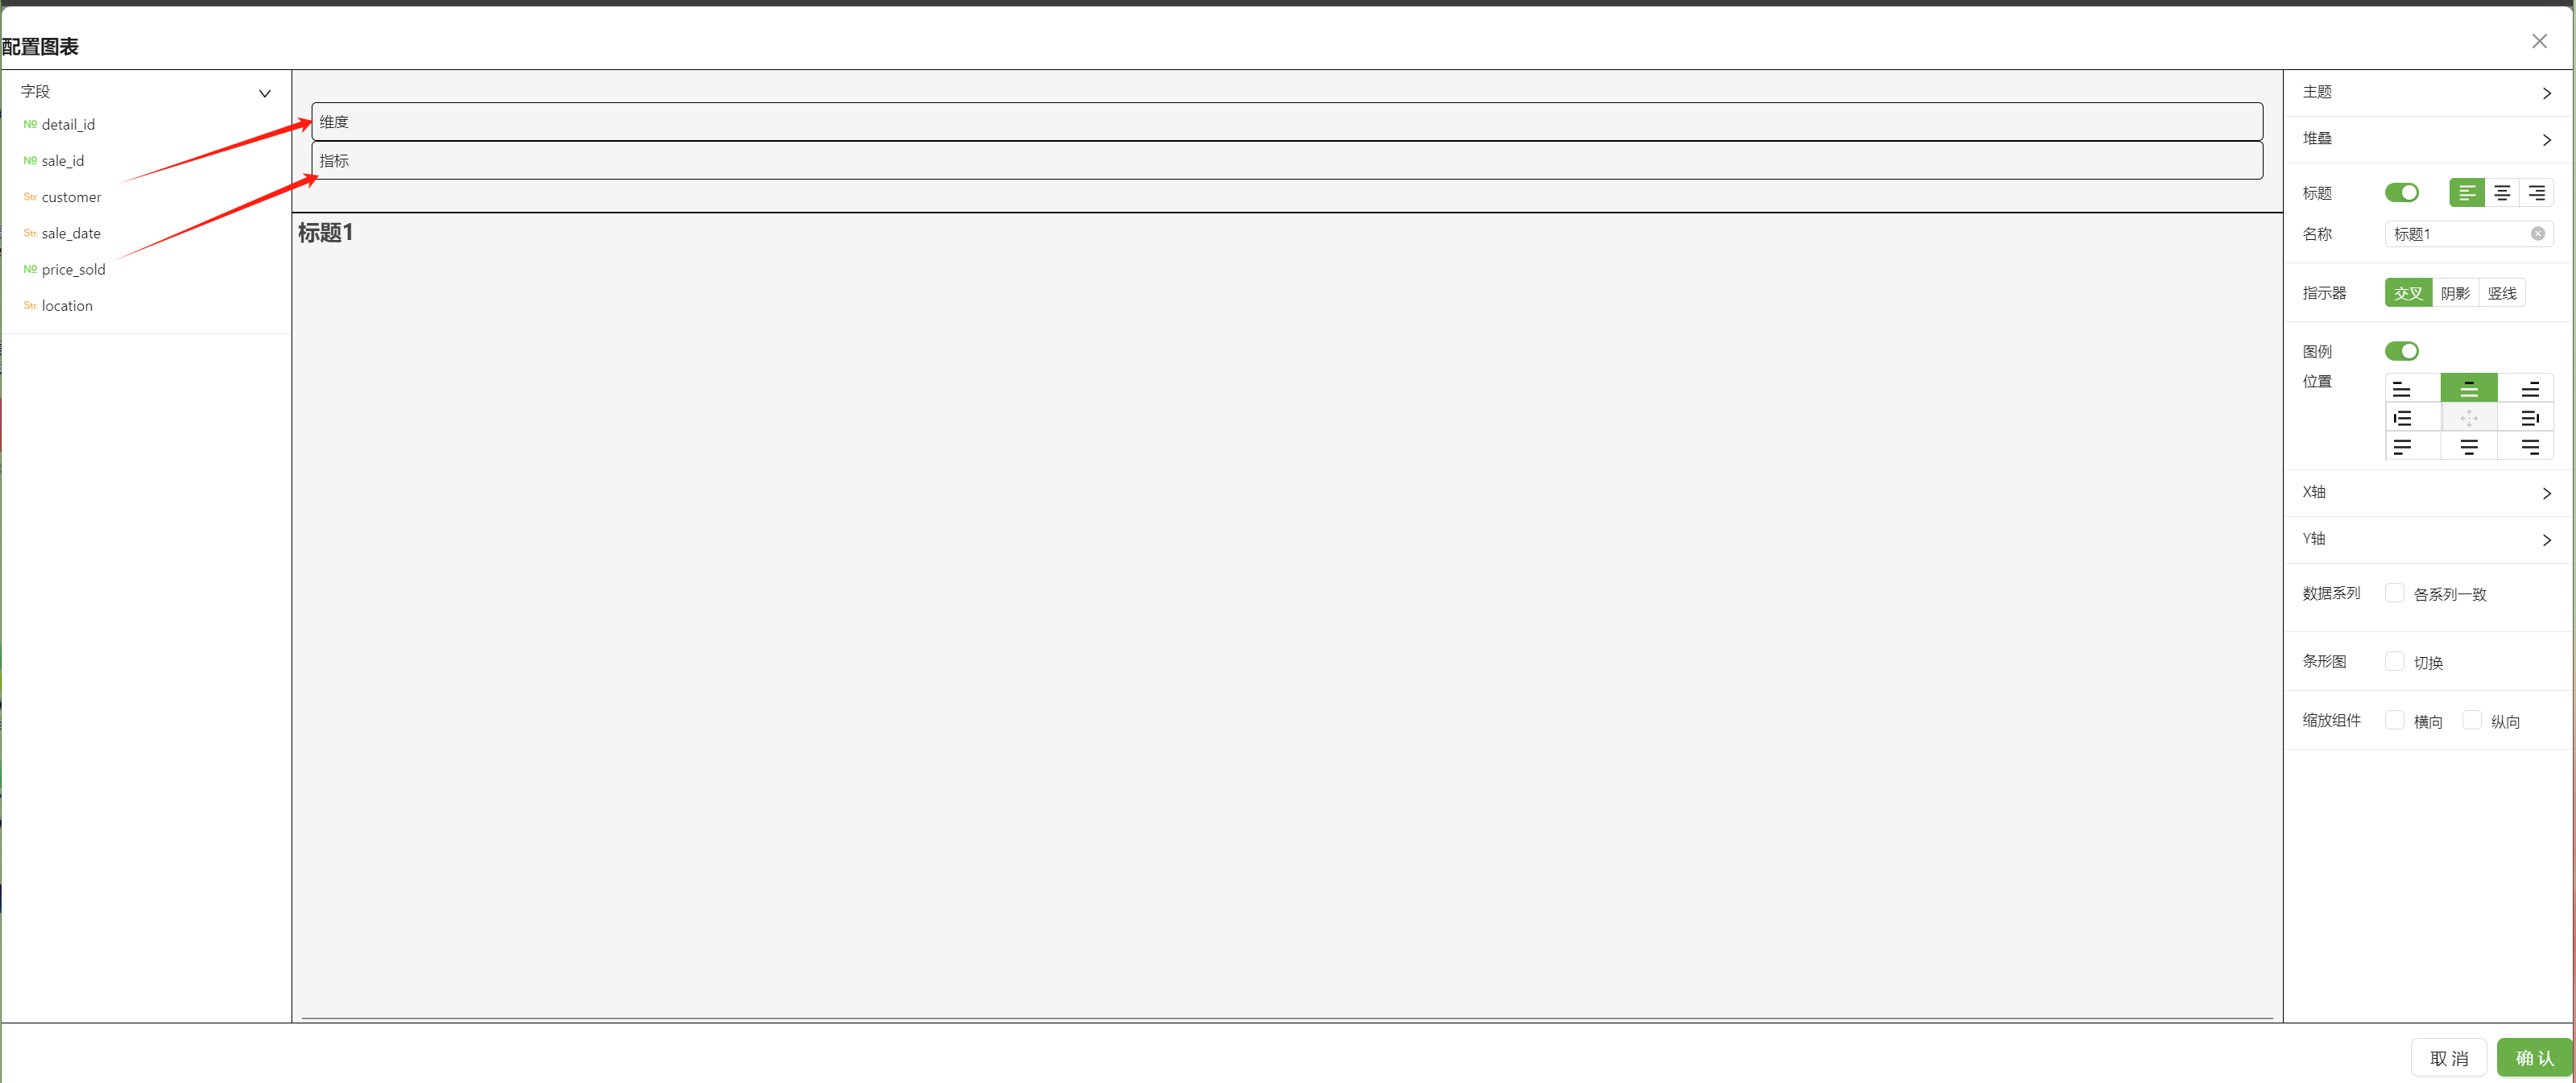 配置图表
字段
№ detail_id
№ sale_id
Str. customer
Str. sale_date
№ price_sold
Str. location
维度
指标
标题1
主题
堆叠
标题
名称 标题1
指示器 交叉 阴影 竖线
图例
位置
X轴
Y轴
数据系列 各系列一致
条形图 切换
缩放组件 横向 纵向
取消 确认